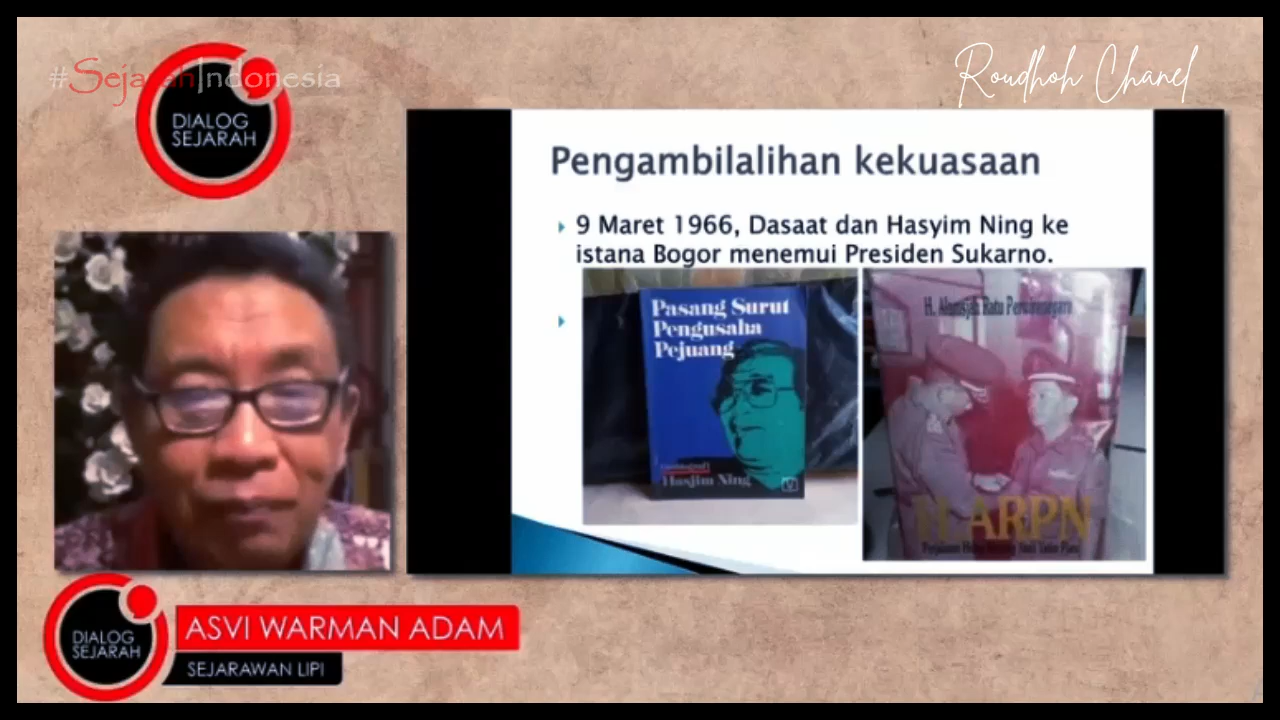 #SejarahIndonesia
Roudhoh Chanel
DIALOG
SEJARAH
Pengambilalihan kekuasaan
9 Maret 1966, Dasaat dan Hasyim Ning ke
istana Bogor menemui Presiden Sukarno.
Pasang Surut
Pengusaha
Pejuang
Hasjim Ning
H. Alamsjah Ratu Perwiranegara
H. ARPN
DIALOG
SEJARAH
ASVI WARMAN ADAM
SEJARAWAN LIPI